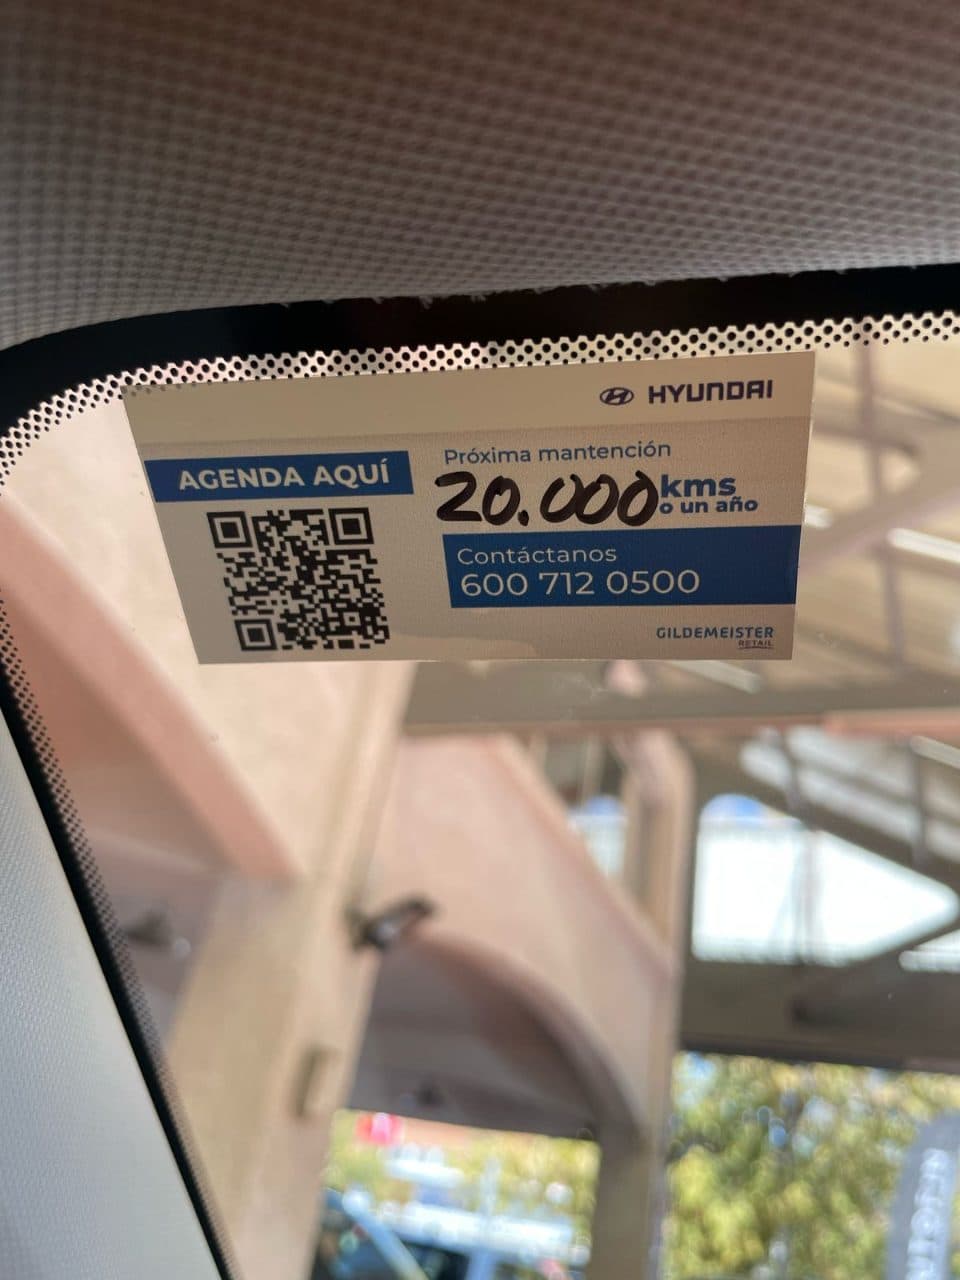 HYUNDAI
AGENDA AQUÍ
Próxima mantención
20.000 kms
o un año
Contáctanos
600 712 0500
GILDEMEISTER
RETAIL